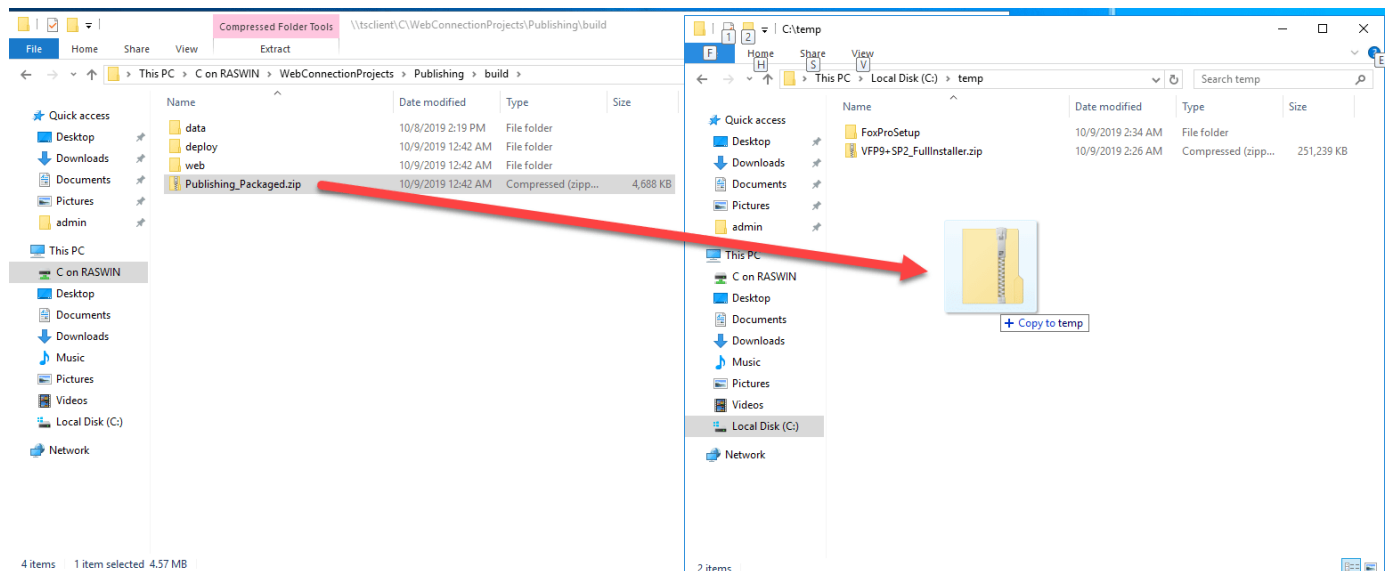 Compressed Folder Tools
\\tsclient\C\WebConnectionProjects\Publishing\build
File Home Share View Extract
This PC > C on RASWIN > WebConnectionProjects > Publishing > build >
Name Date modified Type Size
Quick access
Desktop
Downloads
Documents
Pictures
admin
This PC
C on RASWIN
Desktop
Documents
Downloads
Music
Pictures
Videos
Local Disk (C:)
Network
data 10/8/2019 2:19 PM File folder
deploy 10/9/2019 12:42 AM File folder
web 10/9/2019 12:42 AM File folder
Publishing_Packaged.zip 10/9/2019 12:42 AM Compressed (zipp... 4,688 KB
4 items 1 item selected 4.57 MB
1 2 C:\temp
F Home Share View
H S V E
This PC > Local Disk (C:) > temp
Search temp
Name Date modified Type Size
Quick access
Desktop
Downloads
Documents
Pictures
admin
This PC
C on RASWIN
Desktop
Documents
Downloads
Music
Pictures
Videos
Local Disk (C:)
Network
FoxProSetup 10/9/2019 2:34 AM File folder
VFP9+SP2_FullInstaller.zip 10/9/2019 2:26 AM Compressed (zipp... 251,239 KB
+ Copy to temp
2 items